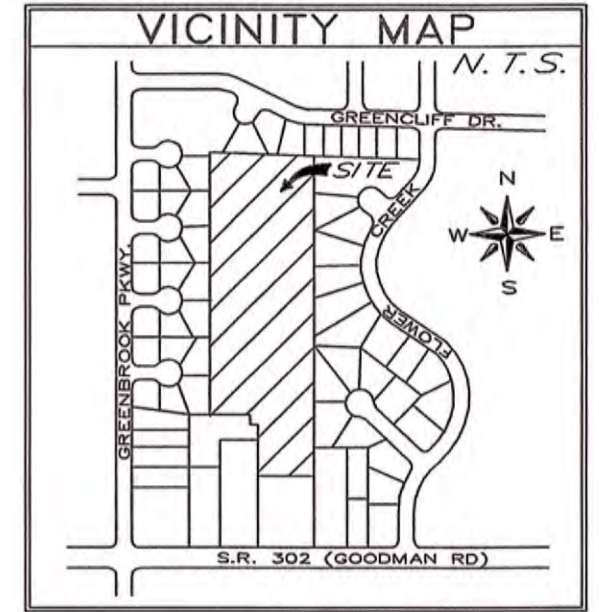 VICINITY MAP
N. T. S.
GREENCLIFF DR.
SITE
CREEK
N
W
E
S
GREENBROOK PKWY.
FLOWER
S.R. 302 (GOODMAN RD)